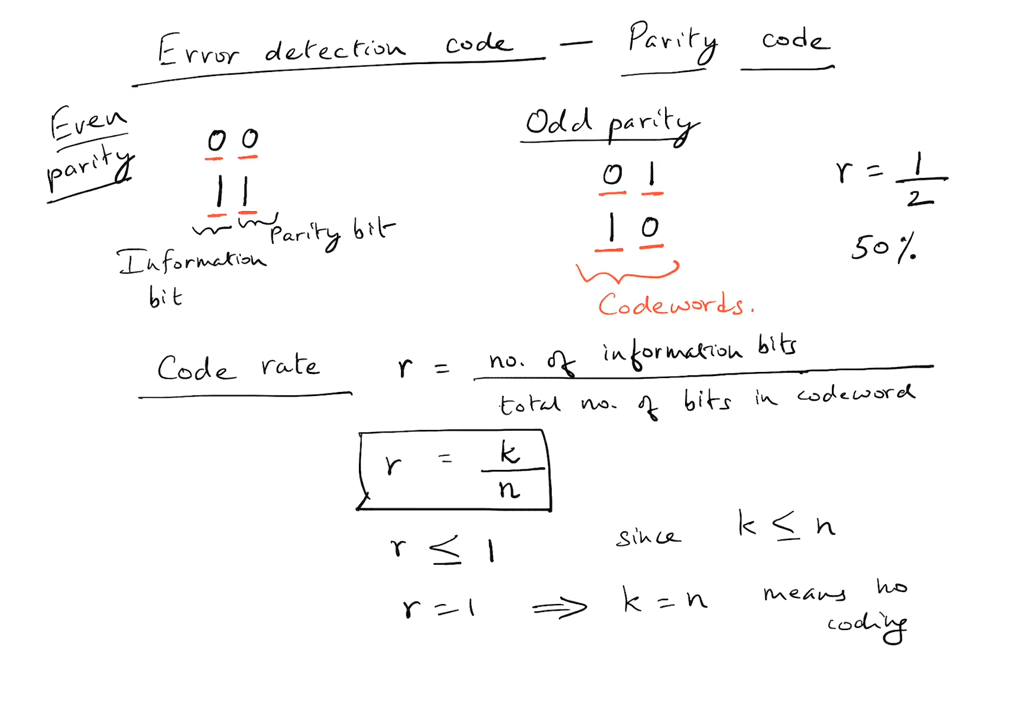 Error detection code — Parity code
Even parity
0 0
1 1
Information bit
Parity bit
Odd parity
0 1
1 0
Codewords.
r = 1/2
50%
Code rate r = no. of information bits / total no. of bits in codeword
r = k/n
r ≤ 1 since k ≤ n
r = 1 ⟹ k = n means no coding